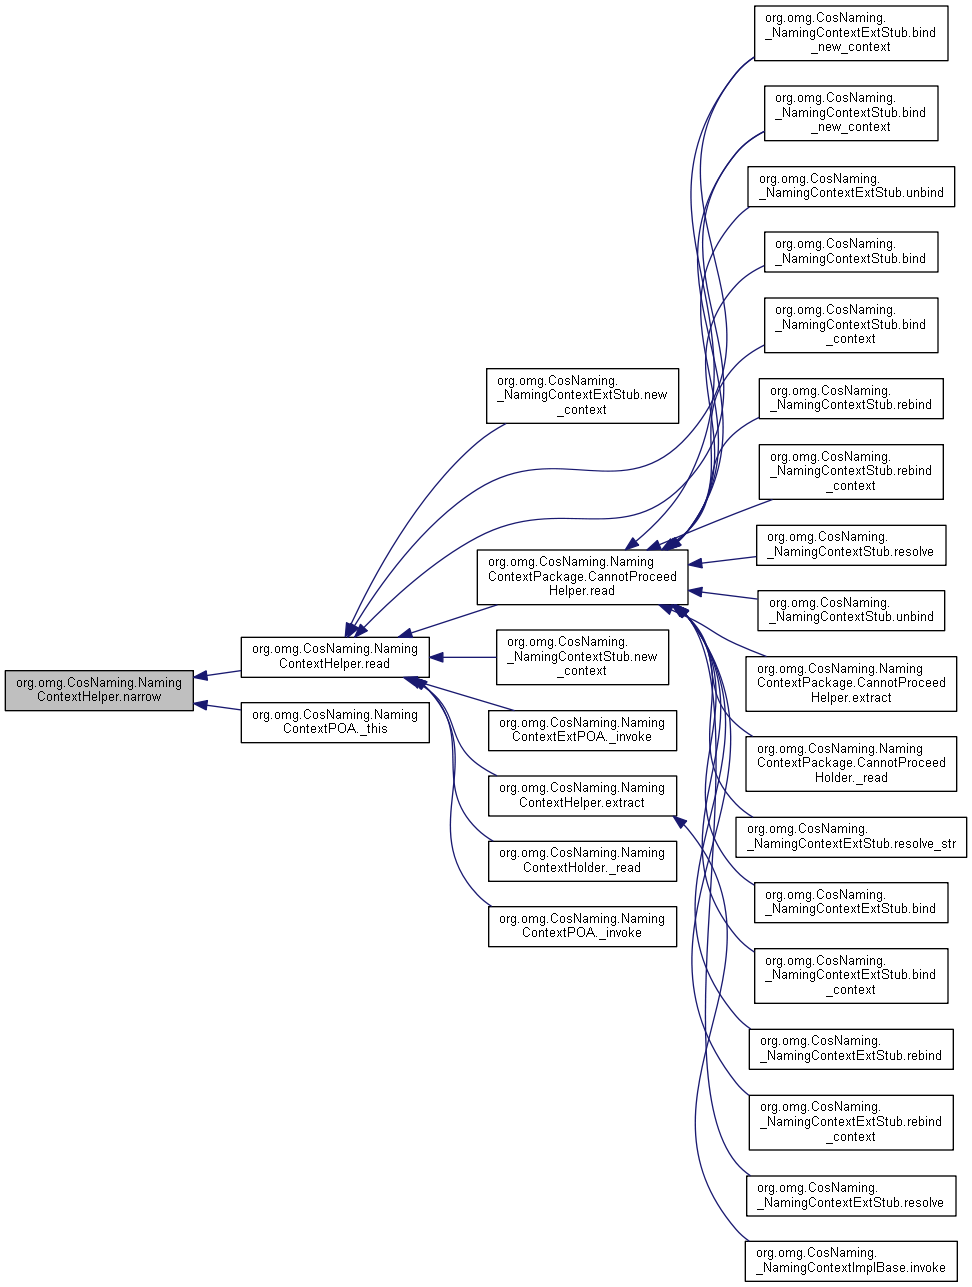 org.omg.CosNaming.Naming
ContextHelper.narrow
org.omg.CosNaming.Naming
ContextHelper.read
org.omg.CosNaming.Naming
ContextPOA._this
org.omg.CosNaming.
_NamingContextExtStub.new
_context
org.omg.CosNaming.Naming
ContextPackage.CannotProceed
Helper.read
org.omg.CosNaming.
_NamingContextStub.new
_context
org.omg.CosNaming.Naming
ContextExtPOA._invoke
org.omg.CosNaming.Naming
ContextHelper.extract
org.omg.CosNaming.Naming
ContextHolder._read
org.omg.CosNaming.Naming
ContextPOA._invoke
org.omg.CosNaming.
_NamingContextExtStub.bind
_new_context
org.omg.CosNaming.
_NamingContextStub.bind
_new_context
org.omg.CosNaming.
_NamingContextExtStub.unbind
org.omg.CosNaming.
_NamingContextStub.bind
org.omg.CosNaming.
_NamingContextStub.bind
_context
org.omg.CosNaming.
_NamingContextStub.rebind
org.omg.CosNaming.
_NamingContextStub.rebind
_context
org.omg.CosNaming.
_NamingContextStub.resolve
org.omg.CosNaming.
_NamingContextStub.unbind
org.omg.CosNaming.Naming
ContextPackage.CannotProceed
Helper.extract
org.omg.CosNaming.Naming
ContextPackage.CannotProceed
Holder._read
org.omg.CosNaming.
_NamingContextExtStub.resolve_str
org.omg.CosNaming.
_NamingContextExtStub.bind
org.omg.CosNaming.
_NamingContextExtStub.bind
_context
org.omg.CosNaming.
_NamingContextExtStub.rebind
org.omg.CosNaming.
_NamingContextExtStub.rebind
_context
org.omg.CosNaming.
_NamingContextExtStub.resolve
org.omg.CosNaming.
_NamingContextImplBase.invoke